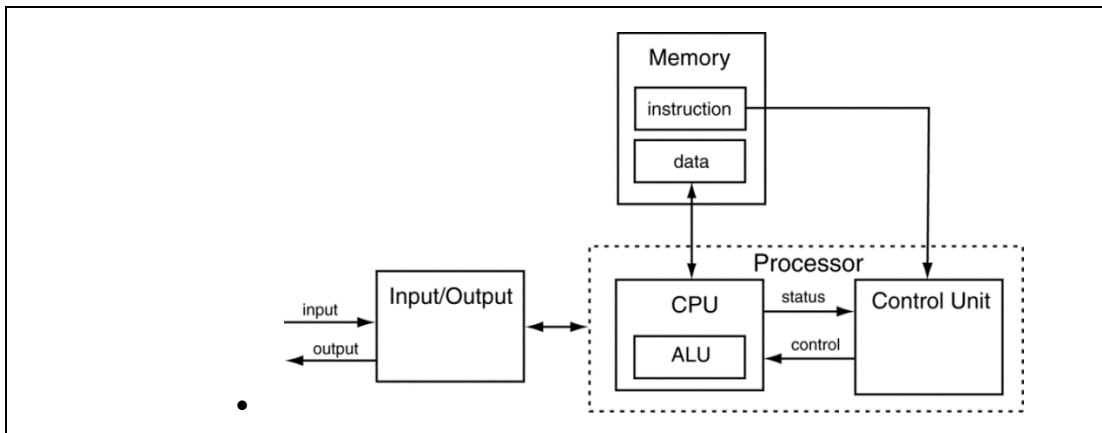 Memory
instruction
data
Processor
Input/Output
CPU
status
Control Unit
input
output
ALU
control
•